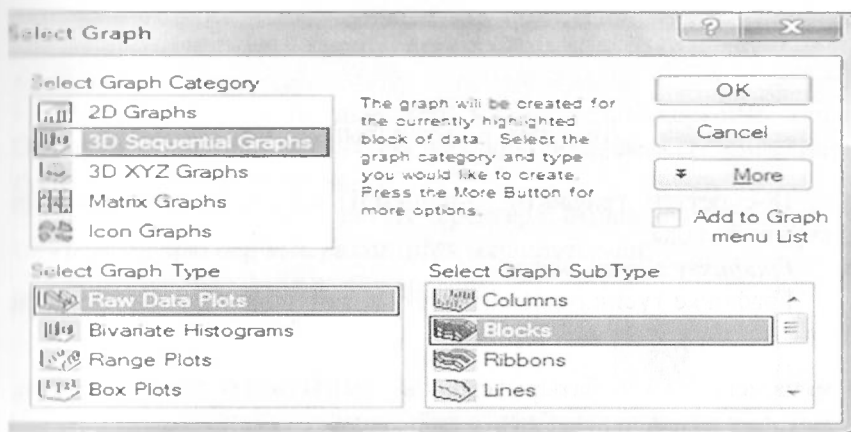 Select Graph
Select Graph Category
2D Graphs
3D Sequential Graphs
3D XYZ Graphs
Matrix Graphs
Icon Graphs
The graph will be created for
the currently highlighted
block of data. Select the
graph category and type
you would like to create.
Press the More Button for
more options.
OK
Cancel
More
Add to Graph
menu List
Select Graph Type
Raw Data Plots
Bivariate Histograms
Range Plots
Box Plots
Select Graph SubType
Columns
Blocks
Ribbons
Lines